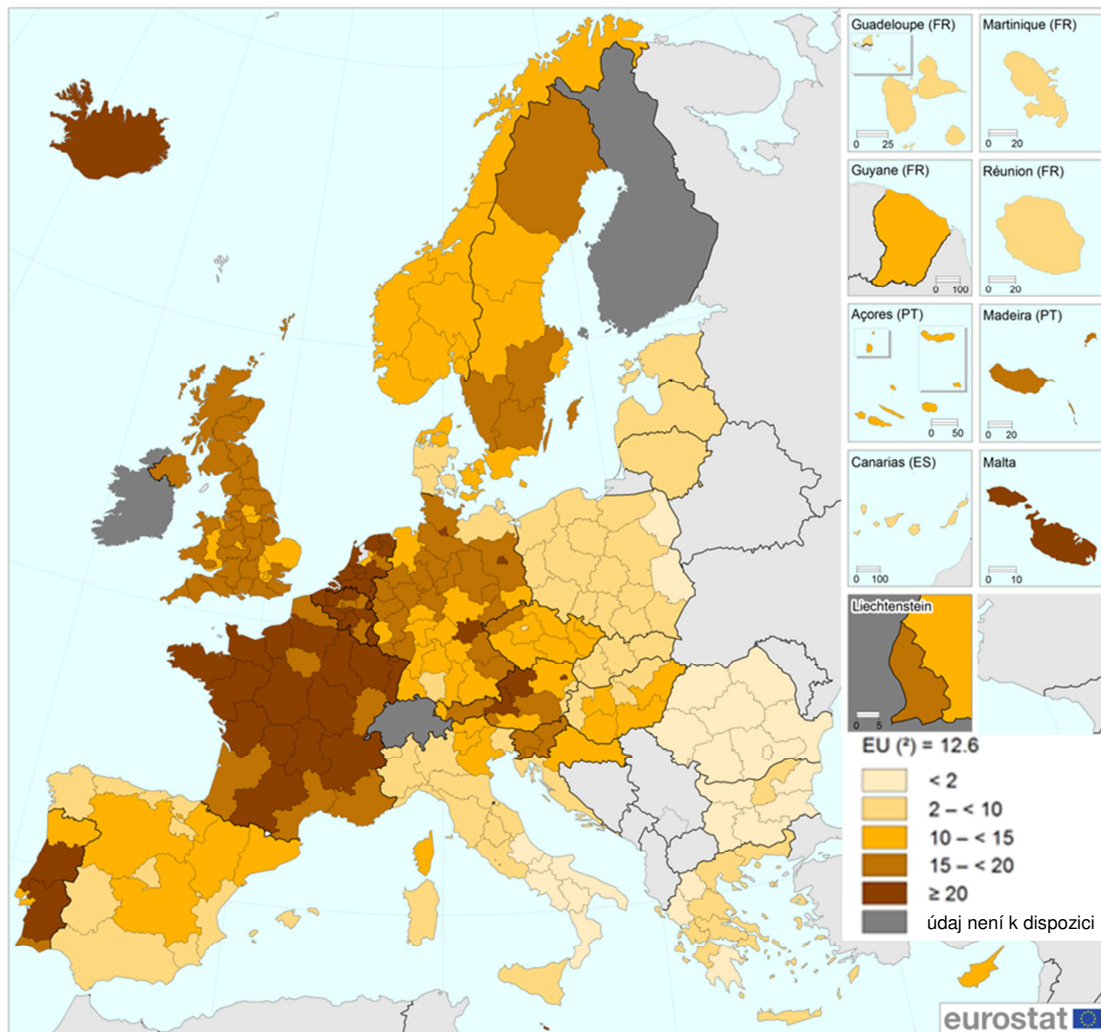 Guadeloupe (FR)
0 25
Martinique (FR)
0 20
Guyane (FR)
0 100
Réunion (FR)
0 20
Açores (PT)
0 50
Madeira (PT)
0 20
Canarias (ES)
0 100
Malta
0 10
Liechtenstein
0 5
EU (²) = 12.6
< 2
2 – < 10
10 – < 15
15 – < 20
≥ 20
údaj není k dispozici
eurostat